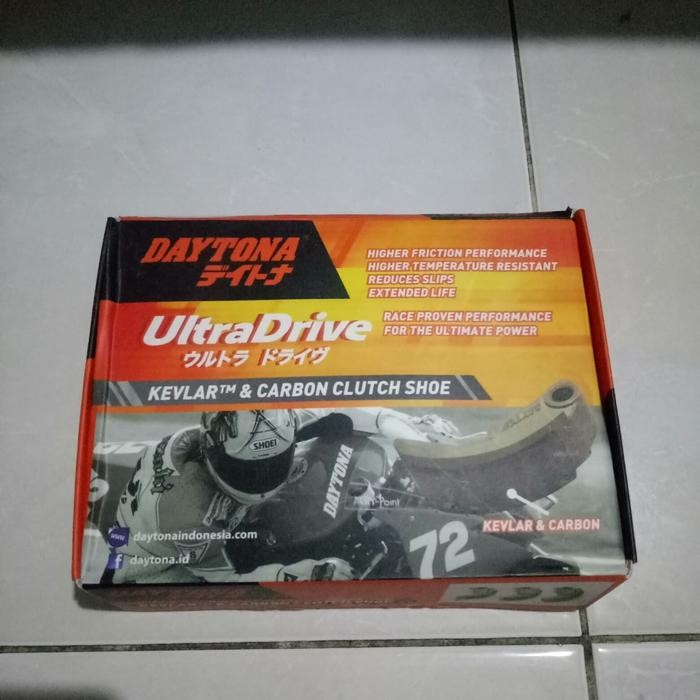 DAYTONA
デイトナ
HIGHER FRICTION PERFORMANCE
HIGHER TEMPERATURE RESISTANT
REDUCES SLIPS
EXTENDED LIFE
UltraDrive
ウルトラ ドライヴ
RACE PROVEN PERFORMANCE
FOR THE ULTIMATE POWER
KEVLAR™ & CARBON CLUTCH SHOE
SHOEI
DAYTONA
72
KEVLAR & CARBON
www daytonaindonesia.com
f daytona.id